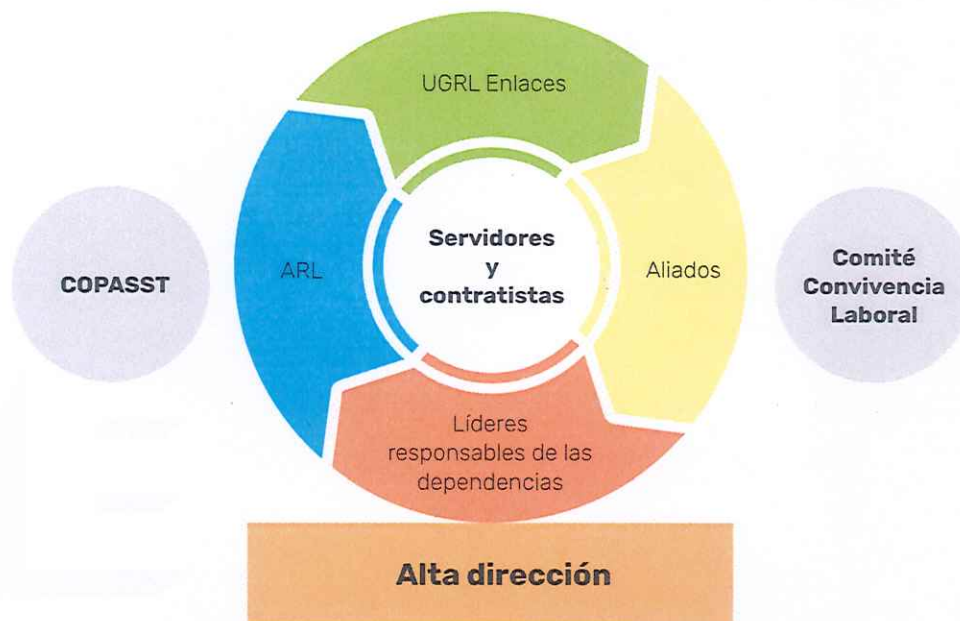 UGRL Enlaces
COPASST
ARL
Servidores
y
contratistas
Aliados
Comité
Convivencia
Laboral
Líderes
responsables de las
dependencias
Alta dirección